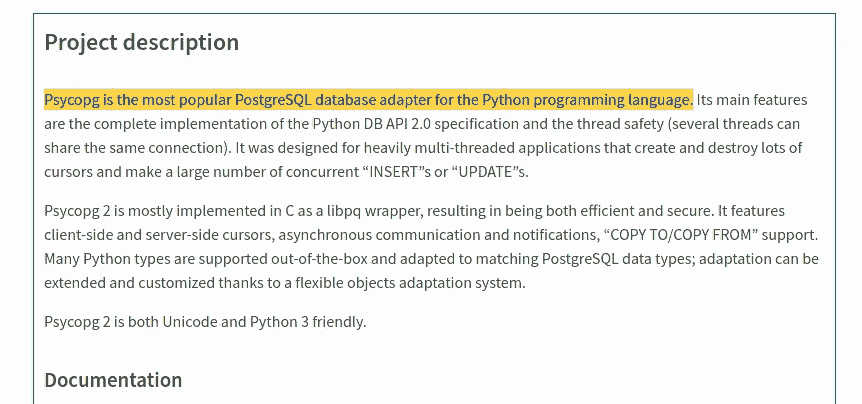 Project description
Psycopg is the most popular PostgreSQL database adapter for the Python programming language. Its main features
are the complete implementation of the Python DB API 2.0 specification and the thread safety (several threads can
share the same connection). It was designed for heavily multi-threaded applications that create and destroy lots of
cursors and make a large number of concurrent “INSERT”s or “UPDATE”s.
Psycopg 2 is mostly implemented in C as a libpq wrapper, resulting in being both efficient and secure. It features
client-side and server-side cursors, asynchronous communication and notifications, “COPY TO/COPY FROM” support.
Many Python types are supported out-of-the-box and adapted to matching PostgreSQL data types; adaptation can be
extended and customized thanks to a flexible objects adaptation system.
Psycopg 2 is both Unicode and Python 3 friendly.
Documentation